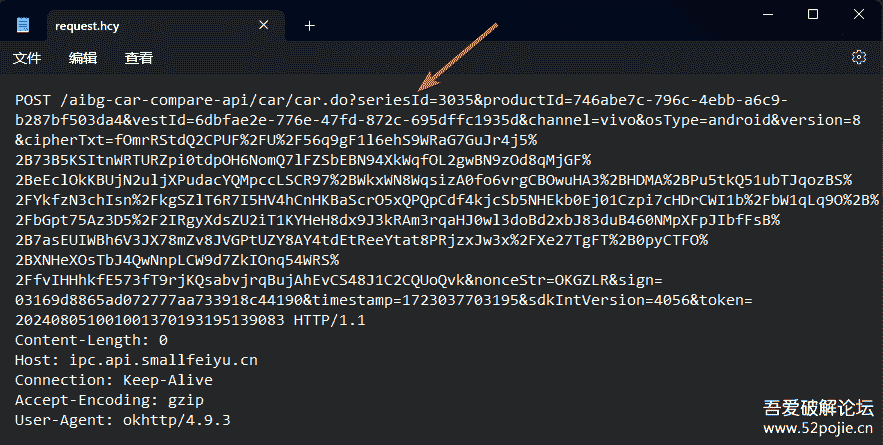 request.hcy
文件 编辑 查看
POST /aibg-car-compare-api/car/car.do?seriesId=3035&productId=746abe7c-796c-4ebb-a6c9-
b287bf503da4&vestId=6dbfae2e-776e-47fd-872c-695dffc1935d&channel=vivo&osType=android&version=8
&cipherTxt=fOmrRStdQ2CPUF%2FU%2F56q9gF1l6ehS9WRaG7GuJr4j5%
2B73B5KSItnWRTURZpi0tdpOH6NomQ7lFZSbEBN94XkWqfOL2gwBN9zOd8qMjGF%
2BeEclOkKBUjN2uljXPudacYQMpccLSCR97%2BWkxWN8WqsizA0fo6vrgCBOwuHA3%2BHDMA%2BPu5tkQ51ubTJqozBS%
2FYkfzN3chIsn%2FkgSZlT6R7I5HV4hCnHKBaScrO5xQPQpCdf4kjcSb5NHEkb0Ej01Czpi7cHDrCWI1b%2FbW1qLq9O%2B%
2FbGpt75Az3D5%2F2IRgyXdsZU2iT1KYHeH8dx9J3kRAm3rqaHJ0wl3doBd2xbJ83duB460NMpXFpJIbfFsB%
2B7asEUIWBh6V3JX78mZv8JVGPtUZY8AY4tdEtReeYtat8PRjzxJw3x%2FXe27TgFT%2B0pyCTFO%
2BXNHeXOsTbJ4QwNnpLCW9d7ZkIOnq54WRS%
2FfvIHHhkfE573fT9rjKQsabvjrqBujAhEvCS48J1C2CQUoQvk&nonceStr=OKGZLR&sign=
03169d8865ad072777aa733918c44190&timestamp=1723037703195&sdkIntVersion=4056&token=
202408051001001370193195139083 HTTP/1.1
Content-Length: 0
Host: ipc.api.smallfeiyu.cn
Connection: Keep-Alive
Accept-Encoding: gzip
User-Agent: okhttp/4.9.3
吾爱破解论坛
www.52pojie.cn